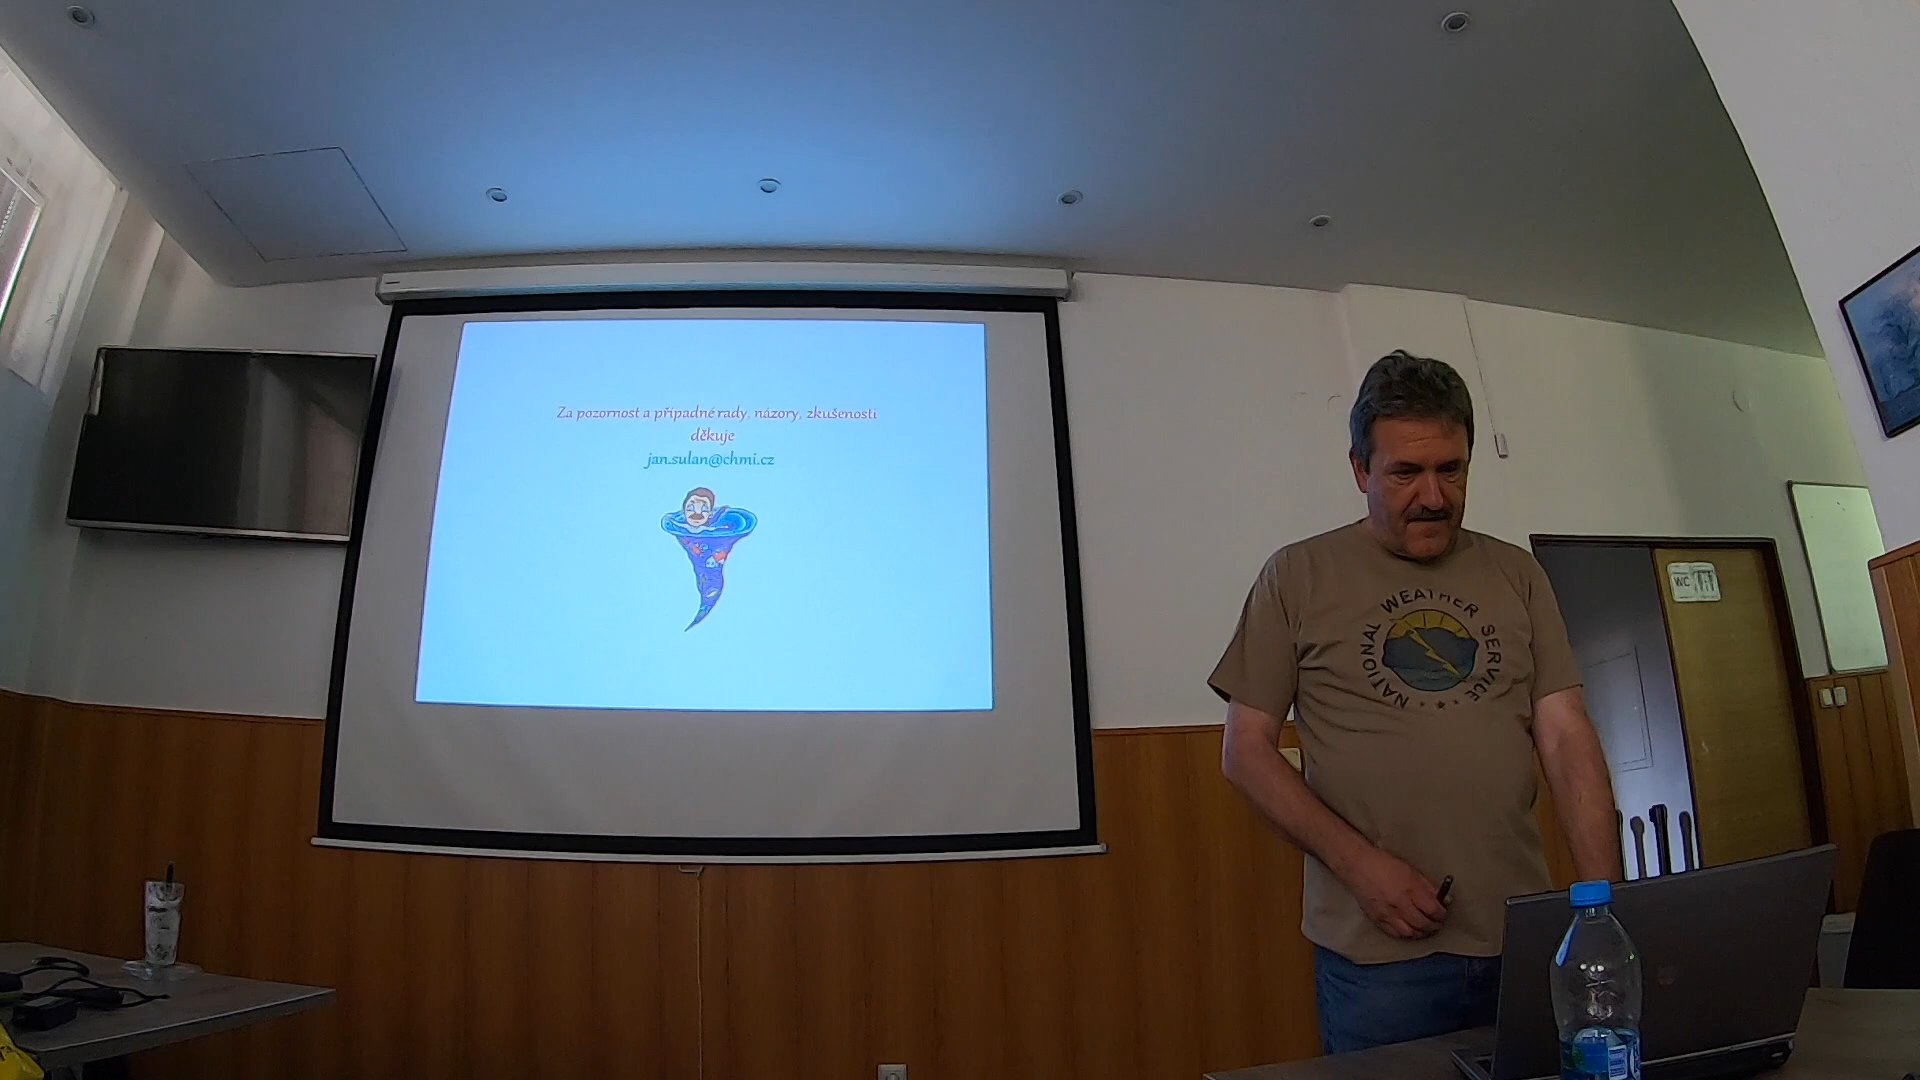 Za pozornost a případné rady, názory, zkušenosti
děkuje
jan.sulan@chmi.cz
NATIONAL WEATHER SERVICE
WC